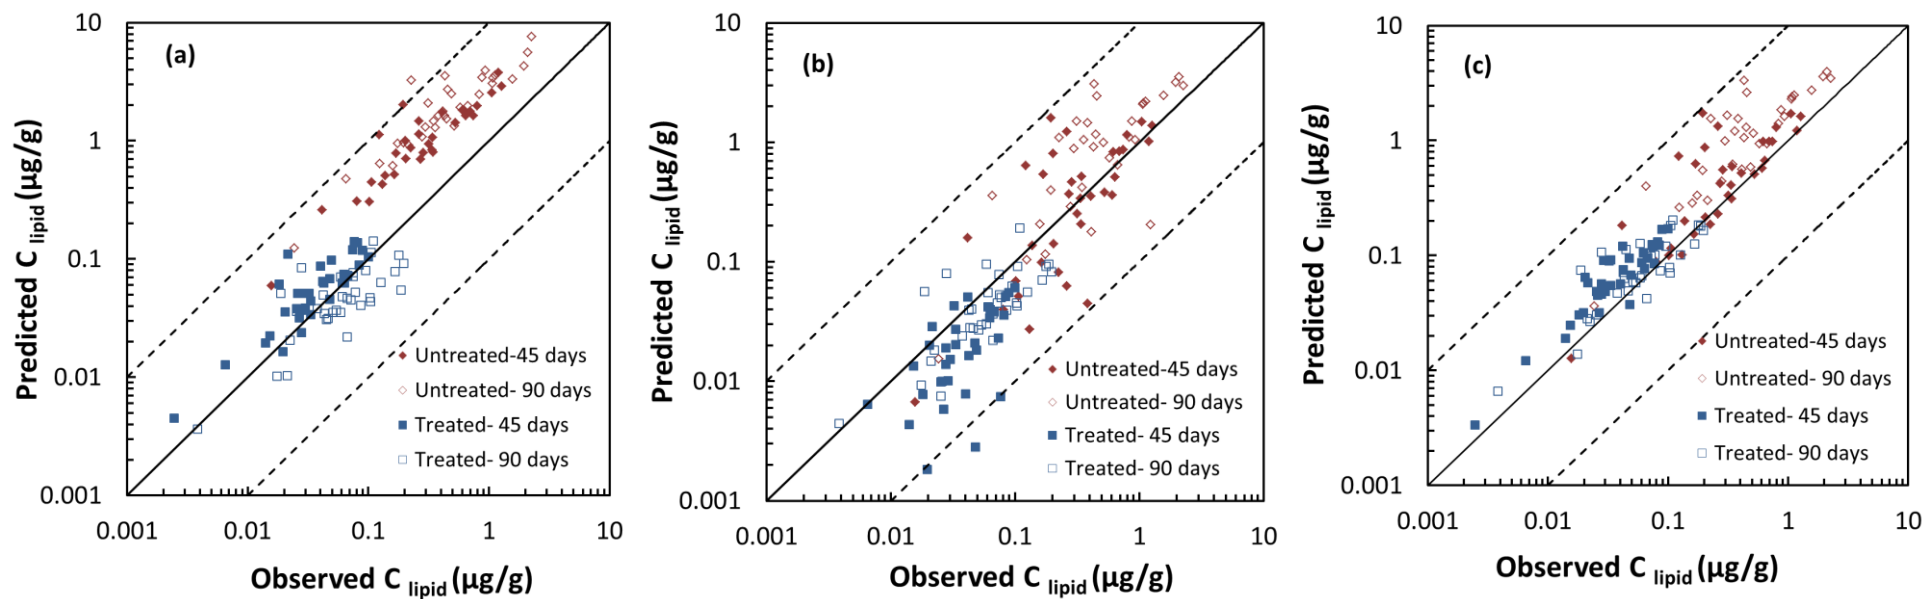 (a)
Predicted C lipid (µg/g)
10
1
0.1
0.01
0.001
Untreated-45 days
Untreated- 90 days
Treated- 45 days
Treated- 90 days
0.001 0.01 0.1 1 10
Observed C lipid (µg/g)
(b)
Predicted C lipid (µg/g)
10
1
0.1
0.01
0.001
Untreated-45 days
Untreated- 90 days
Treated- 45 days
Treated- 90 days
0.001 0.01 0.1 1 10
Observed C lipid (µg/g)
(c)
Predicted C lipid (µg/g)
10
1
0.1
0.01
0.001
Untreated-45 days
Untreated- 90 days
Treated- 45 days
Treated- 90 days
0.001 0.01 0.1 1 10
Observed C lipid (µg/g)